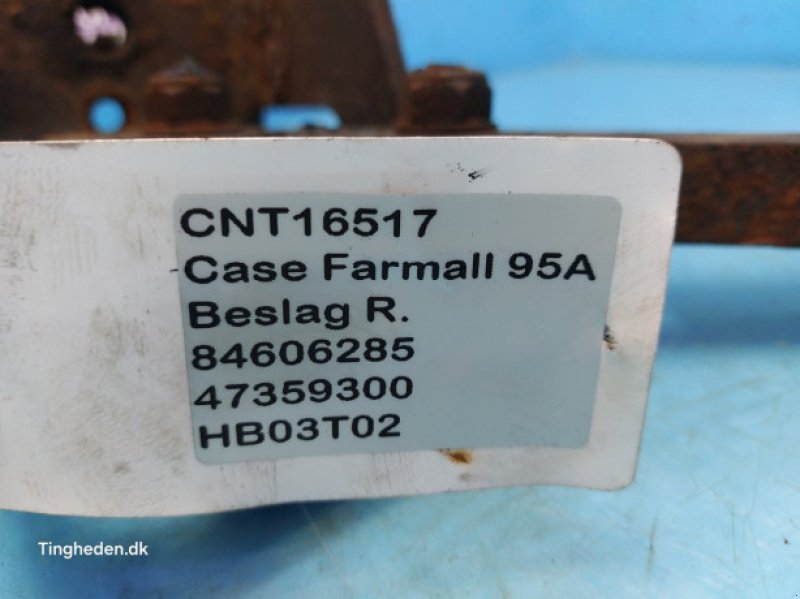 CNT16517
Case Farmall 95A
Beslag R.
84606285
47359300
HB03T02
Tingheden.dk